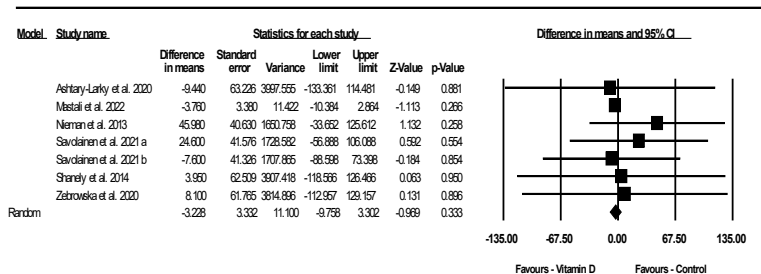 Model Study name Statistics for each study Difference in means and 95% CI
Difference in means Standard error Variance Lower limit Upper limit Z-Value p-Value
Ashtary-Larky et al. 2020 -9.440 63.226 3997.555 -133.361 114.481 -0.149 0.881
Mastali et al. 2022 -3.760 3.380 11.422 -10.384 2.864 -1.113 0.266
Nieman et al. 2013 45.980 40.630 1650.758 -33.652 125.612 1.132 0.258
Savolainen et al. 2021 a 24.600 41.576 1728.582 -56.888 106.088 0.592 0.554
Savolainen et al. 2021 b -7.600 41.326 1707.865 -88.598 73.398 -0.184 0.854
Shanely et al. 2014 3.950 62.509 3907.418 -118.566 126.466 0.063 0.950
Zebrowska et al. 2020 8.100 61.765 3814.896 -112.957 129.157 0.131 0.896
Random -3.228 3.332 11.100 -9.758 3.302 -0.969 0.333
-135.00 -67.50 0.00 67.50 135.00
Favours - Vitamin D Favours - Control